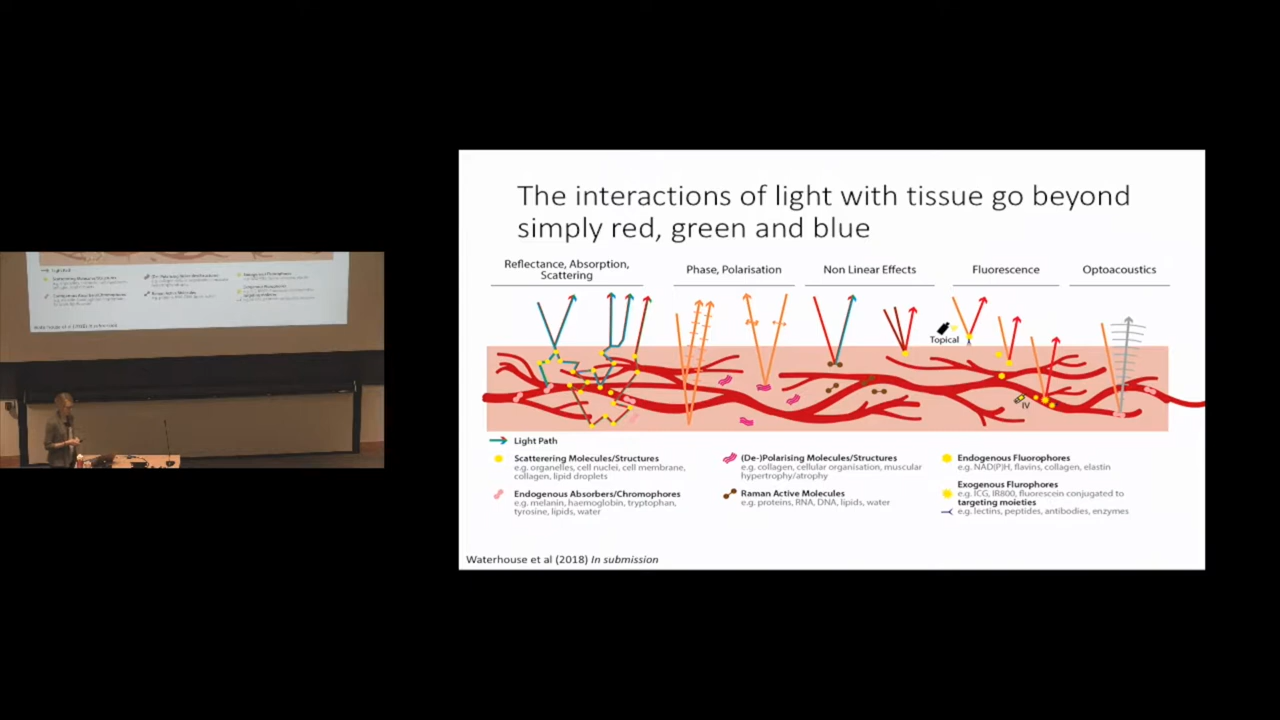 The interactions of light with tissue go beyond
simply red, green and blue
Reflectance, Absorption,
Scattering
Phase, Polarisation
Non Linear Effects
Fluorescence
Optoacoustics
Topical
IV
Light Path
Scatterering Molecules/Structures
e.g. organelles, cell nuclei, cell membrane,
collagen, lipid droplets
Endogenous Absorbers/Chromophores
e.g. melanin, haemoglobin, tryptophan,
tyrosine, lipids, water
(De-)Polarising Molecules/Structures
e.g. collagen, cellular organisation, muscular
hypertrophy/atrophy
Raman Active Molecules
e.g. proteins, RNA, DNA, lipids, water
Endogenous Fluorophores
e.g. NAD(P)H, flavins, collagen, elastin
Exogenous Flurophores
e.g. ICG, IR800, fluorescein conjugated to
targeting moieties
e.g. lectins, peptides, antibodies, enzymes
Waterhouse et al (2018) In submission